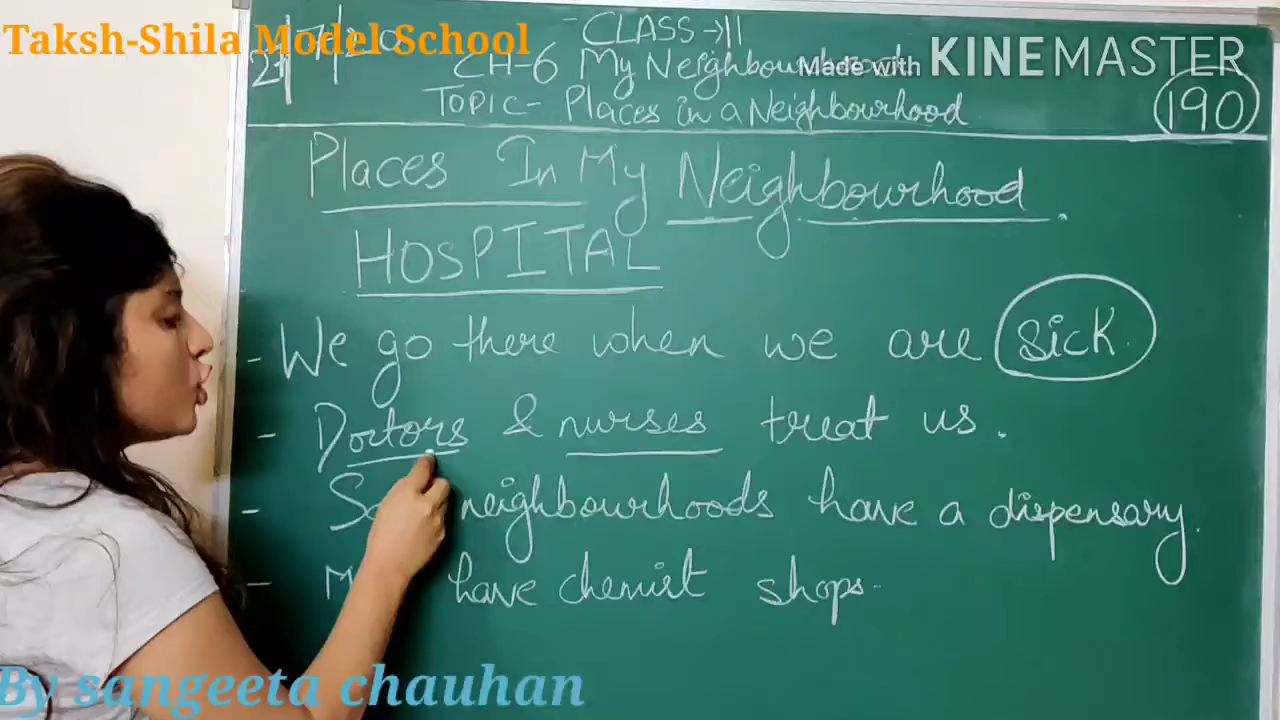 Taksh-Shila Model School
CLASS → II
CH-6 My Neighbourhood
Made with KINEMASTER
TOPIC- Places in a Neighbourhood
190
Places In My Neighbourhood.
HOSPITAL
- We go there when we are sick.
- Doctors & nurses treat us.
- neighbourhoods have a dispensary.
- have chemist shops.
By sangeeta chauhan